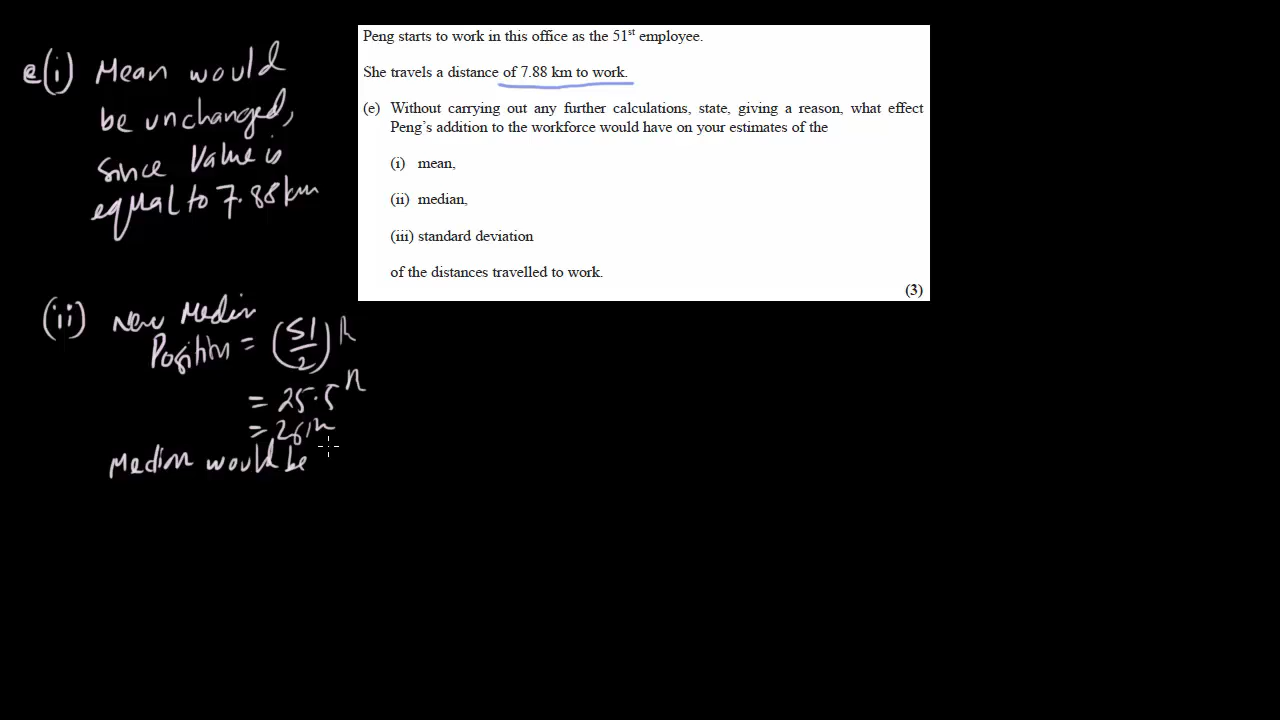 Peng starts to work in this office as the 51st employee.
She travels a distance of 7.88 km to work.
(e) Without carrying out any further calculations, state, giving a reason, what effect
Peng's addition to the workforce would have on your estimates of the
(i) mean,
(ii) median,
(iii) standard deviation
of the distances travelled to work.
(3)
e(i) Mean would
be unchanged,
since Value is
equal to 7.88km
(ii) New Median
Position = (51/2)th
= 25.5th
= 26th
Median would be